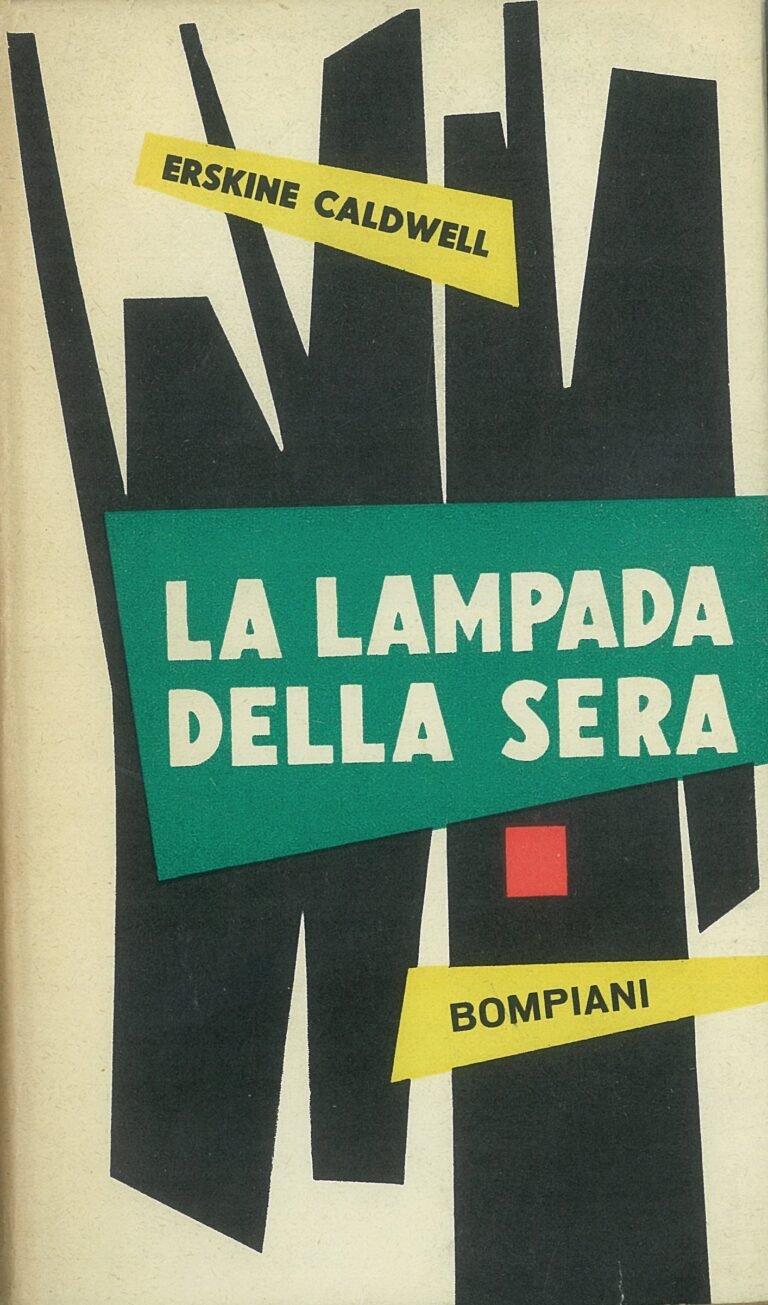 ERSKINE CALDWELL
LA LAMPADA
DELLA SERA
BOMPIANI